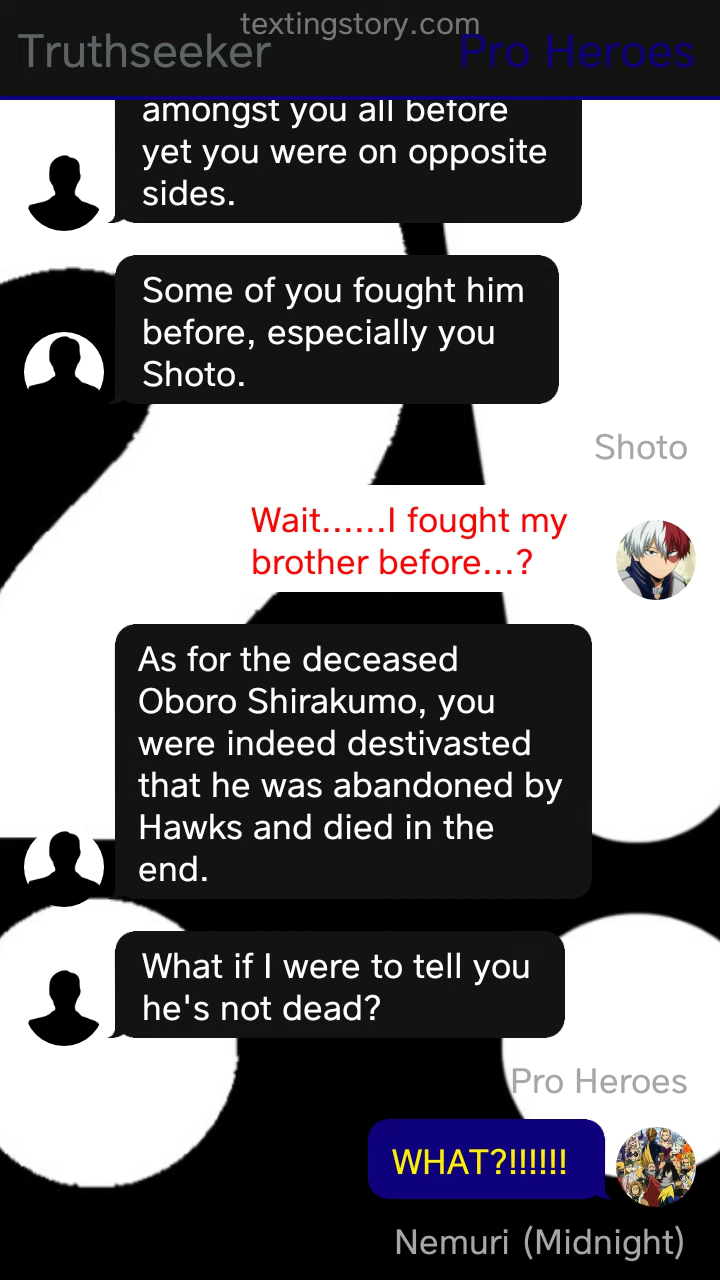 textingstory.com
Truthseeker
Pro Heroes
amongst you all before
yet you were on opposite
sides.
Some of you fought him
before, especially you
Shoto.
Shoto
Wait......I fought my
brother before...?
As for the deceased
Oboro Shirakumo, you
were indeed destivasted
that he was abandoned by
Hawks and died in the
end.
What if I were to tell you
he's not dead?
Pro Heroes
WHAT?!!!!!!
Nemuri (Midnight)